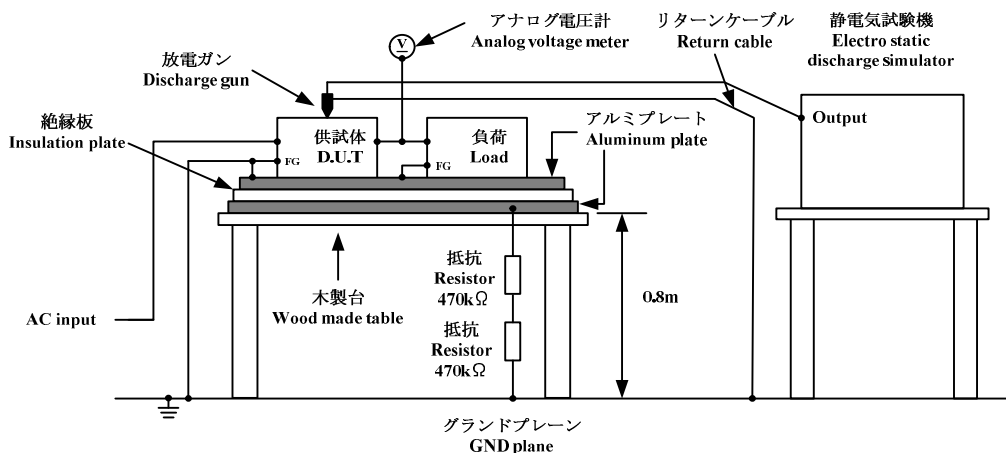 アナログ電圧計
Analog voltage meter
リターンケーブル
Return cable
静電気試験機
Electro static
discharge simulator
放電ガン
Discharge gun
V
絶縁板
Insulation plate
供試体
D.U.T
負荷
Load
アルミプレート
Aluminum plate
Output
FG
FG
抵抗
Resistor
470kΩ
0.8m
木製台
Wood made table
AC input
抵抗
Resistor
470kΩ
グランドプレーン
GND plane